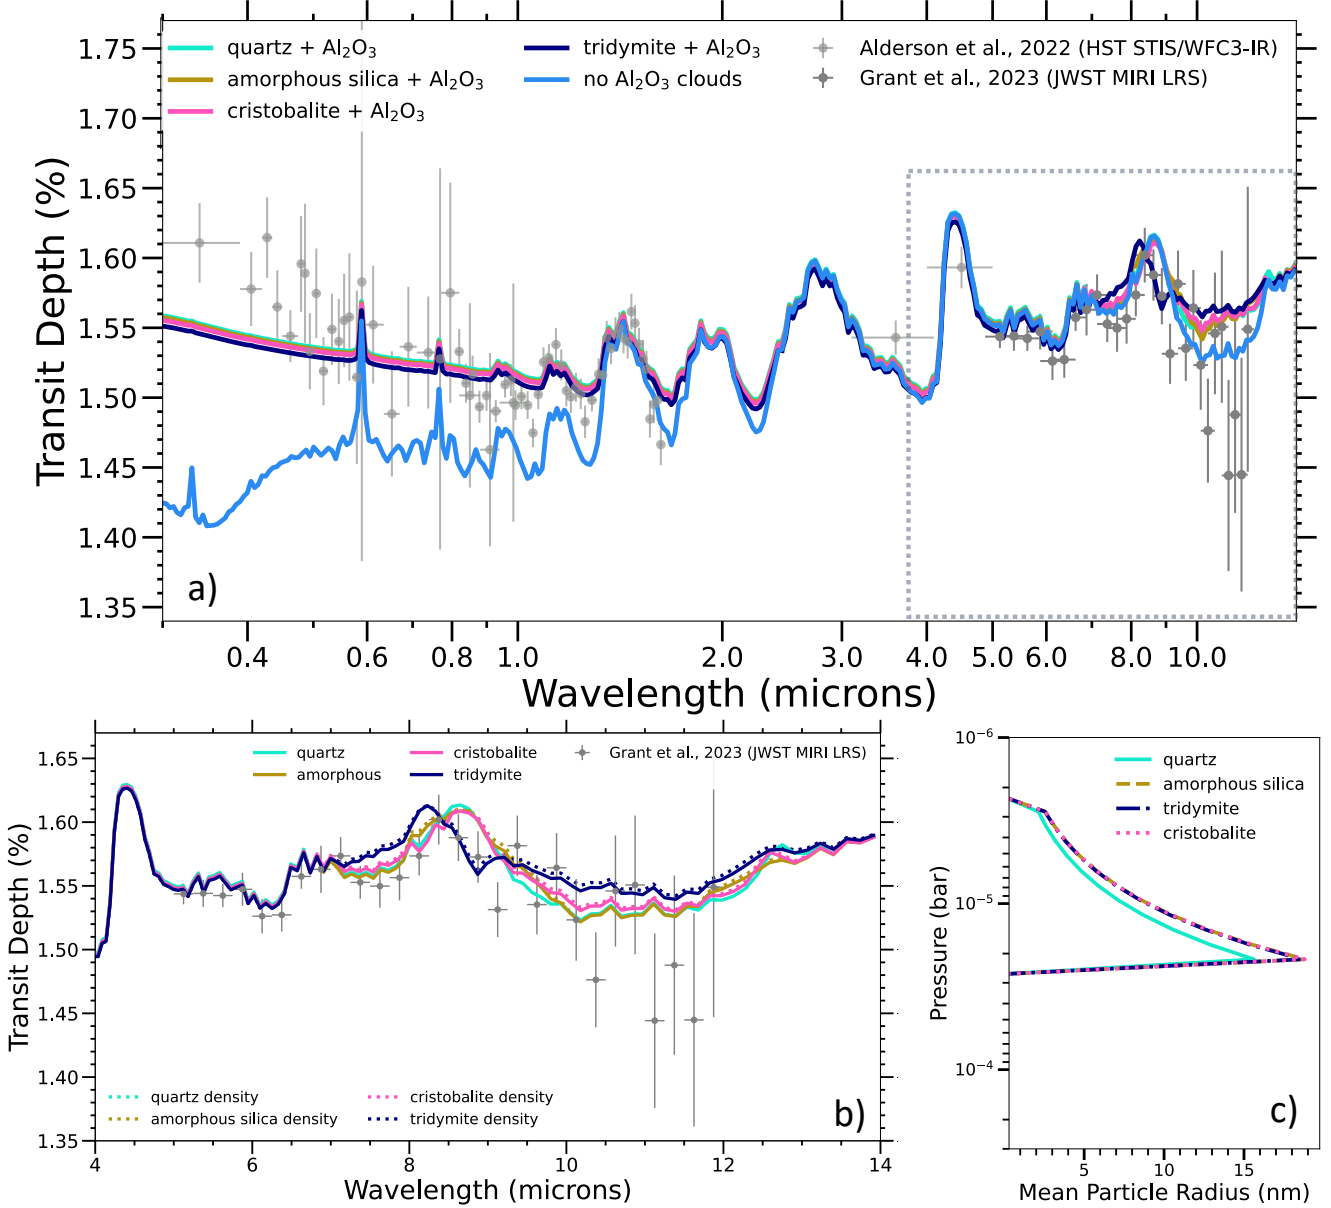 quartz + Al₂O₃
amorphous silica + Al₂O₃
cristobalite + Al₂O₃
tridymite + Al₂O₃
no Al₂O₃ clouds
Alderson et al., 2022 (HST STIS/WFC3-IR)
Grant et al., 2023 (JWST MIRI LRS)
Transit Depth (%)
1.75
1.70
1.65
1.60
1.55
1.50
1.45
1.40
1.35
a)
0.4 0.6 0.8 1.0 2.0 3.0 4.0 5.0 6.0 8.0 10.0
Wavelength (microns)
quartz
amorphous
cristobalite
tridymite
Grant et al., 2023 (JWST MIRI LRS)
Transit Depth (%)
1.65
1.60
1.55
1.50
1.45
1.40
1.35
quartz density
amorphous silica density
cristobalite density
tridymite density
b)
4 6 8 10 12 14
Wavelength (microns)
quartz
amorphous silica
tridymite
cristobalite
Pressure (bar)
10⁻⁶
10⁻⁵
10⁻⁴
c)
5 10 15
Mean Particle Radius (nm)